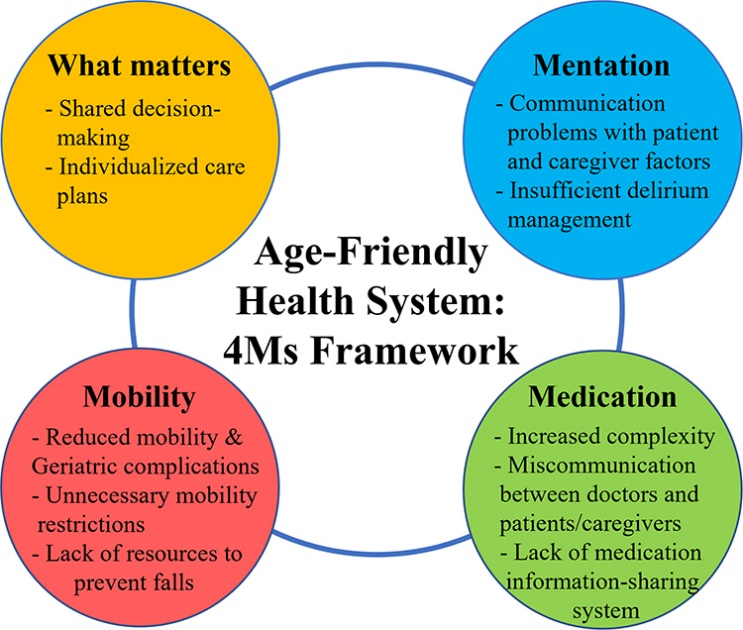 What matters
- Shared decision-
making
- Individualized care
plans
Mentation
- Communication
problems with patient
and caregiver factors
- Insufficient delirium
management
Age-Friendly
Health System:
4Ms Framework
Mobility
- Reduced mobility &
Geriatric complications
- Unnecessary mobility
restrictions
- Lack of resources to
prevent falls
Medication
- Increased complexity
- Miscommunication
between doctors and
patients/caregivers
- Lack of medication
information-sharing
system